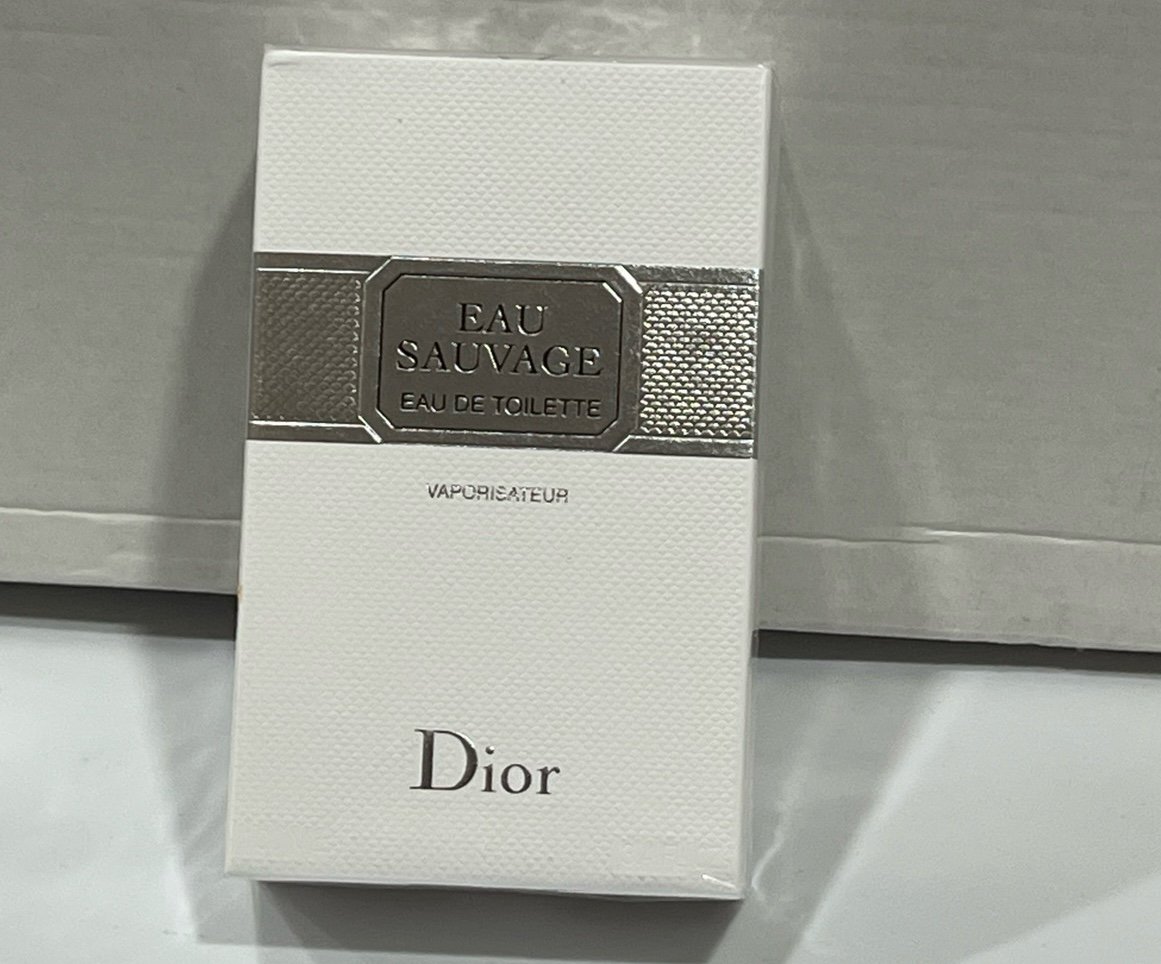 EAU
SAUVAGE
EAU DE TOILETTE
VAPORISATEUR
Dior